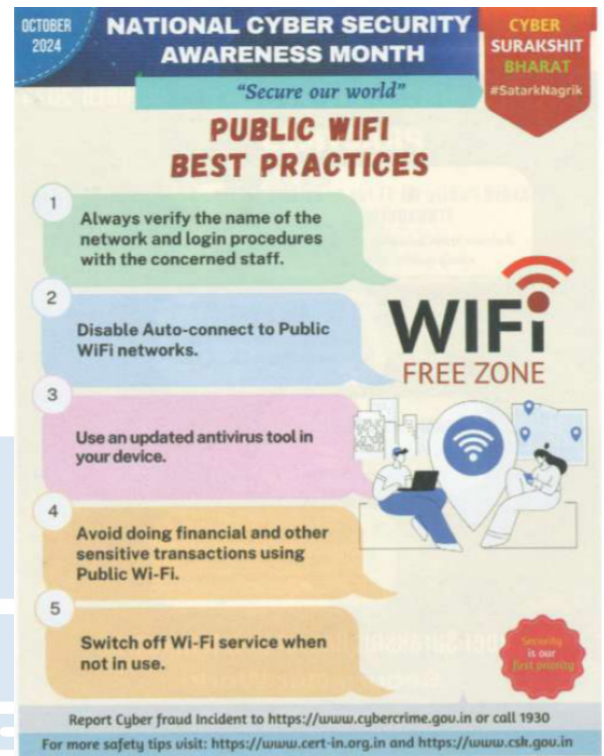 OCTOBER
2024
NATIONAL CYBER SECURITY
AWARENESS MONTH
CYBER
SURAKSHIT
BHARAT
#SatarkNagrik
"Secure our world"
PUBLIC WIFI
BEST PRACTICES
1
Always verify the name of the
network and login procedures
with the concerned staff.
2
Disable Auto-connect to Public
WiFi networks.
WIFi
FREE ZONE
3
Use an updated antivirus tool in
your device.
4
Avoid doing financial and other
sensitive transactions using
Public Wi-Fi.
5
Switch off Wi-Fi service when
not in use.
Security
is our
first priority
Report Cyber fraud Incident to https://www.cybercrime.gov.in or call 1930
For more safety tips visit: https://www.cert-in.org.in and https://www.csk.gov.in